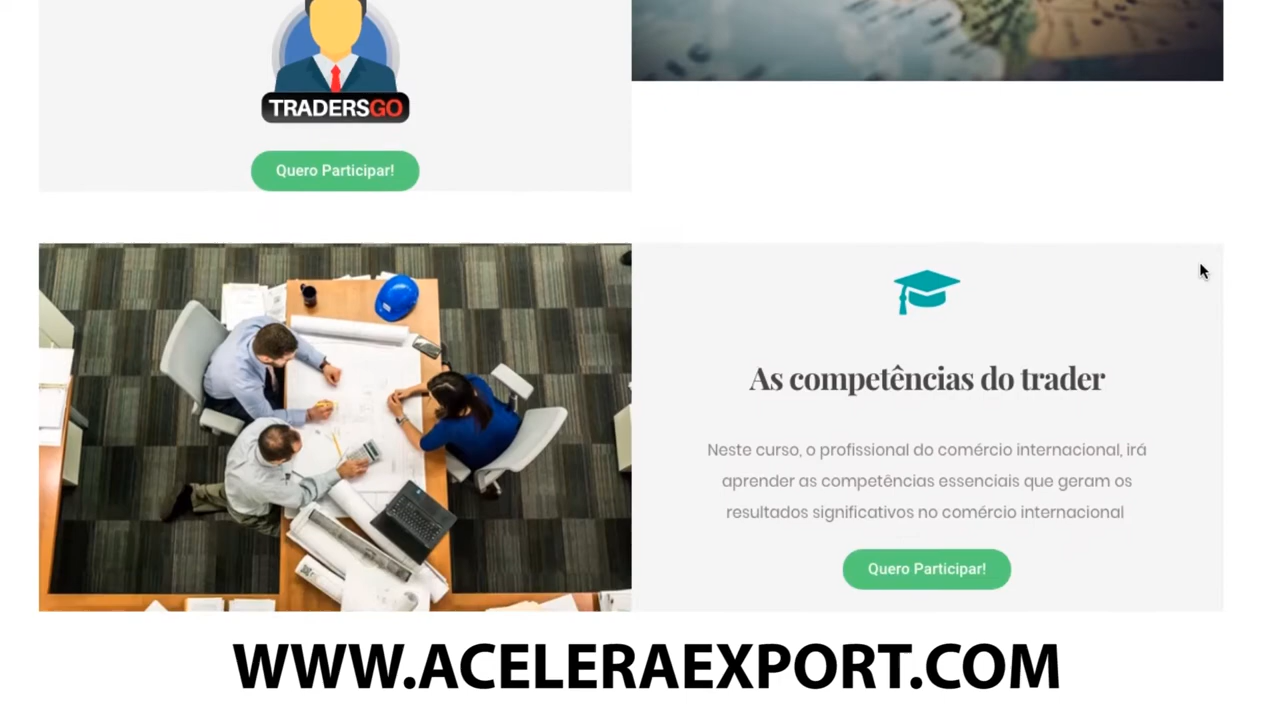 TRADERSGO
Quero Participar!
As competências do trader
Neste curso, o profissional do comércio internacional, irá
aprender as competências essenciais que geram os
resultados significativos no comércio internacional
Quero Participar!
WWW.ACELERAEXPORT.COM